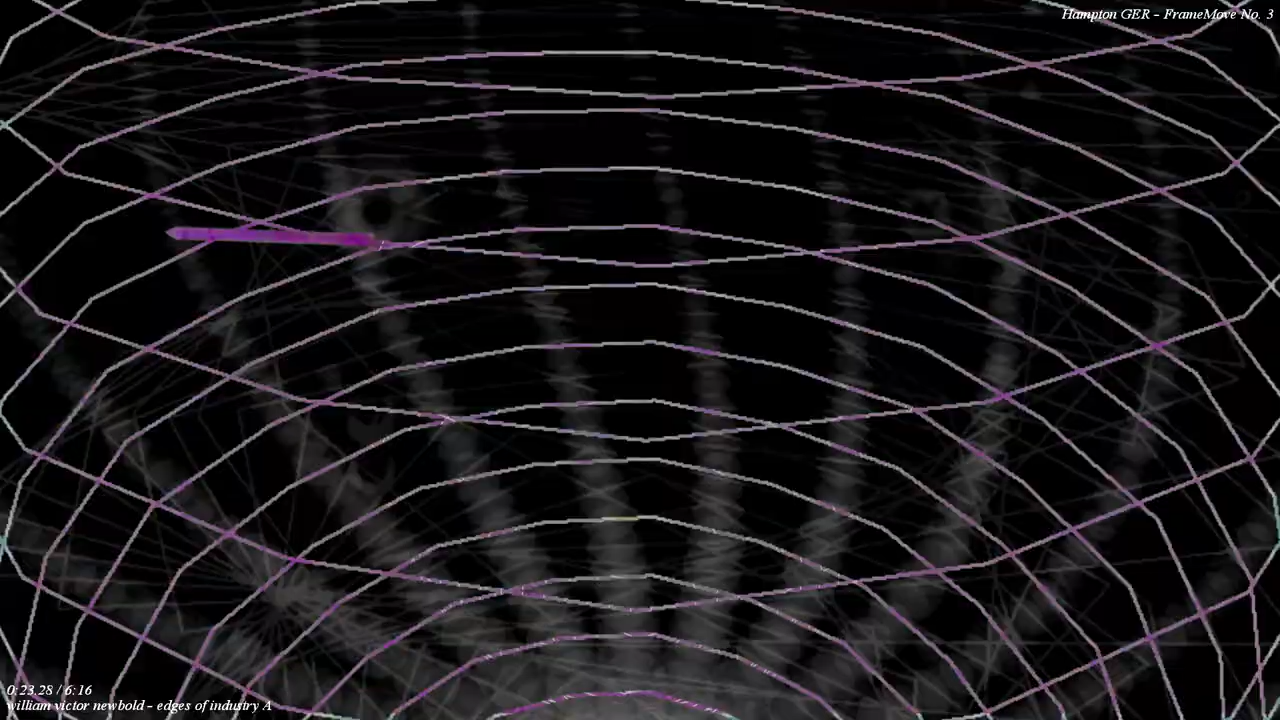 Hampton GER - FrameMove No. 3
0:23.28 / 6:16
william victor newbold - edges of industry A